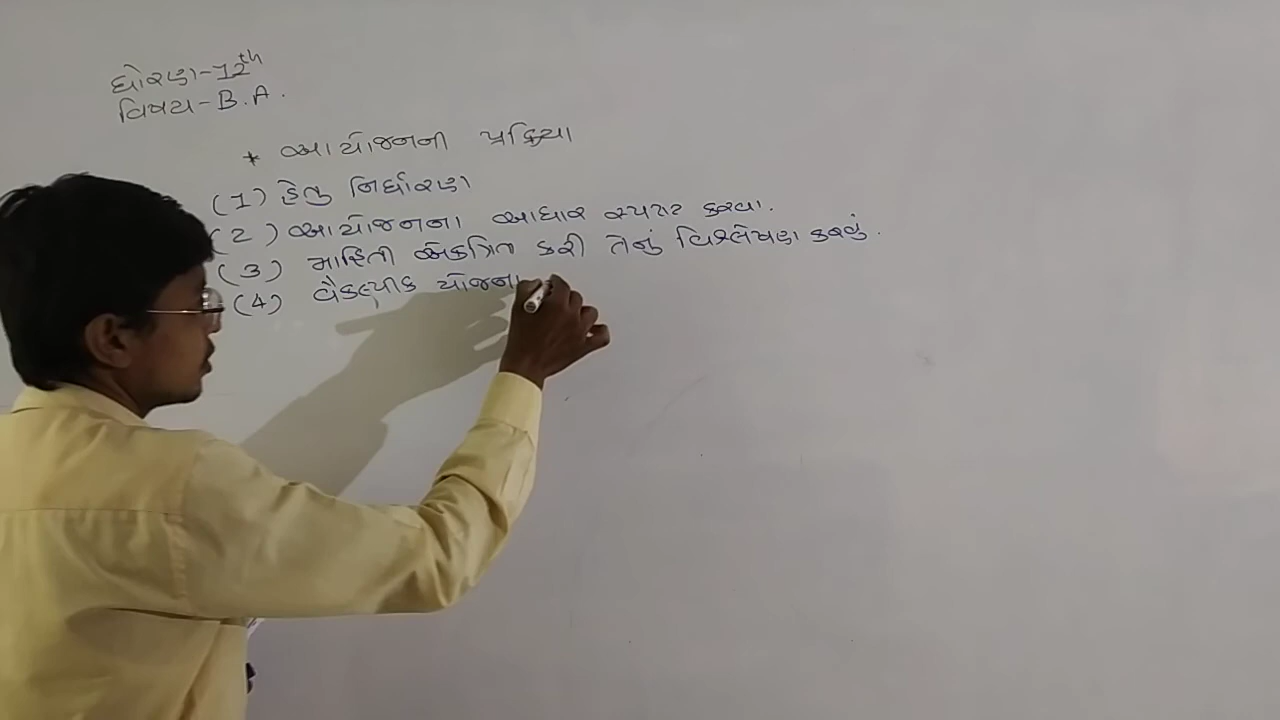 ધોરણ-12th
વિષય-B.A.
* આયોજનની પ્રક્રિયા
(1) હેતુ નિર્ધારણ
(2) આયોજનના આધાર સ્પષ્ટ કરવા.
(3) માહિતી એકત્રિત કરી તેનું વિશ્લેષણ કરવું.
(4) વૈકલ્પીક યોજના